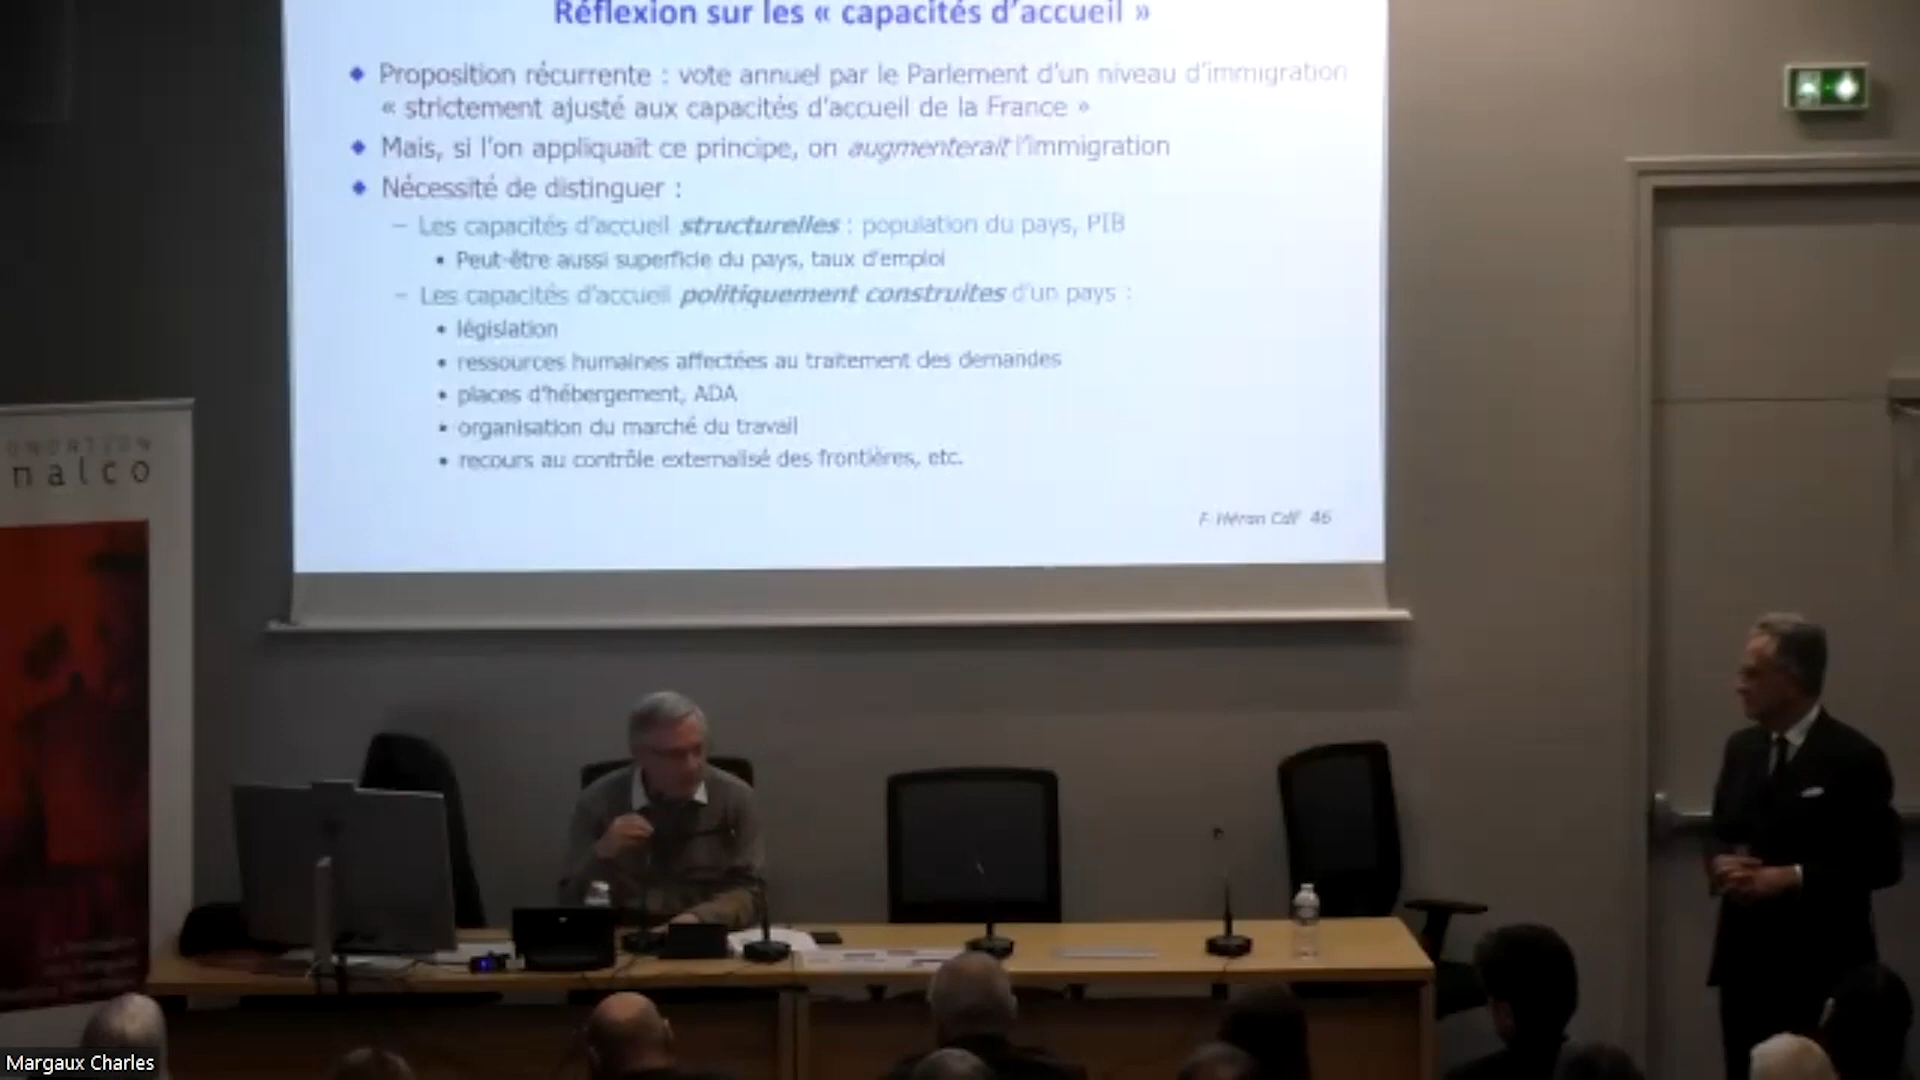 Réflexion sur les « capacités d'accueil »
◆ Proposition récurrente : vote annuel par le Parlement d'un niveau d'immigration
« strictement ajusté aux capacités d'accueil de la France »
◆ Mais, si l'on appliquait ce principe, on augmenterait l'immigration
◆ Nécessité de distinguer :
– Les capacités d'accueil structurelles : population du pays, PIB
• Peut-être aussi superficie du pays, taux d'emploi
– Les capacités d'accueil politiquement construites d'un pays :
• législation
• ressources humaines affectées au traitement des demandes
• places d'hébergement, ADA
• organisation du marché du travail
• recours au contrôle externalisé des frontières, etc.
F. Héran CdF 46
nalco
Margaux Charles